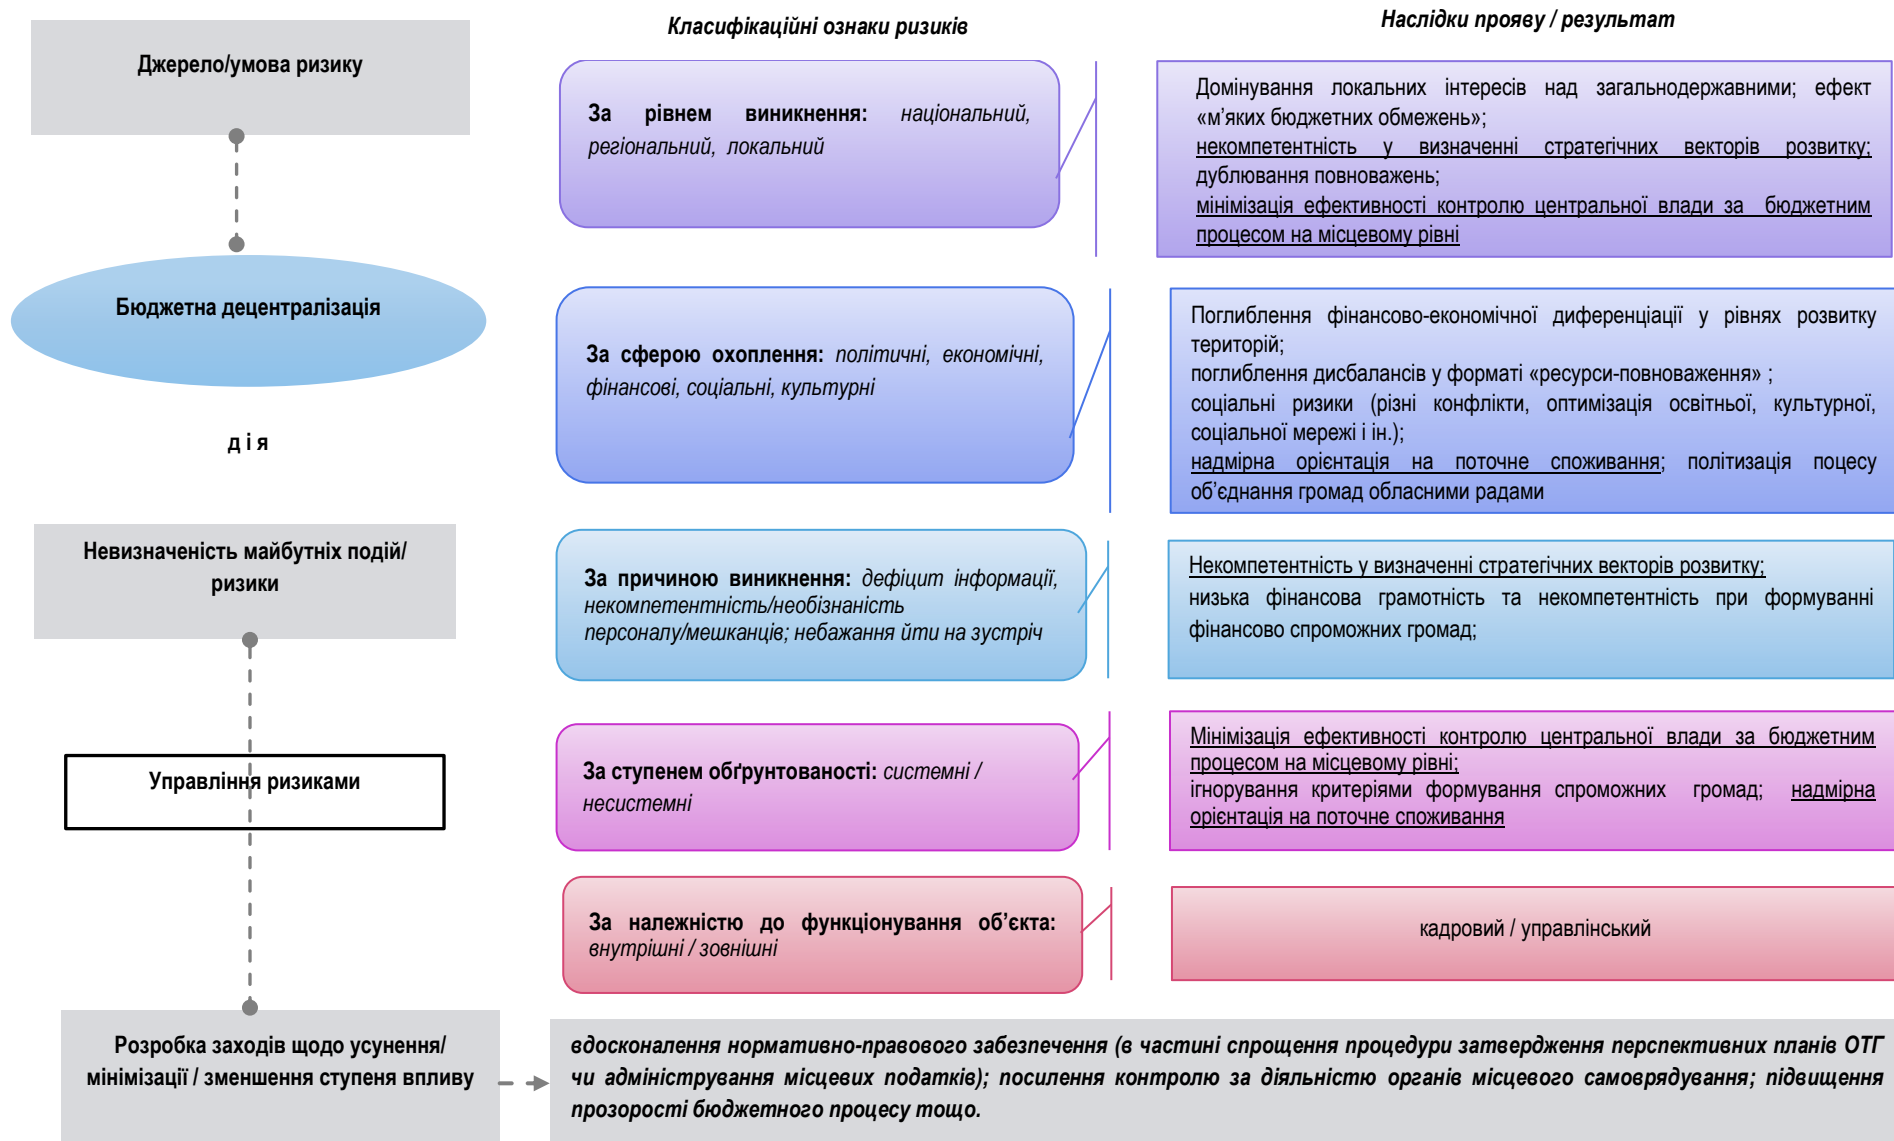 Класифікаційні ознаки ризиків
Наслідки прояву / результат
Джерело/умова ризику
Бюджетна децентралізація
д і я
Невизначеність майбутніх подій/
ризики
Управління ризиками
Розробка заходів щодо усунення/
мінімізації / зменшення ступеня впливу
За рівнем виникнення: національний,
регіональний, локальний
Домінування локальних інтересів над загальнодержавними; ефект
«м’яких бюджетних обмежень»;
некомпетентність у визначенні стратегічних векторів розвитку;
дублювання повноважень;
мінімізація ефективності контролю центральної влади за бюджетним
процесом на місцевому рівні
За сферою охоплення: політичні, економічні,
фінансові, соціальні, культурні
Поглиблення фінансово-економічної диференціації у рівнях розвитку
територій;
поглиблення дисбалансів у форматі «ресурси-повноваження» ;
соціальні ризики (різні конфлікти, оптимізація освітньої, культурної,
соціальної мережі і ін.);
надмірна орієнтація на поточне споживання; політизація поцесу
об’єднання громад обласними радами
За причиною виникнення: дефіцит інформації,
некомпетентність/необізнаність
персоналу/мешканців; небажання йти на зустріч
Некомпетентність у визначенні стратегічних векторів розвитку;
низька фінансова грамотність та некомпетентність при формуванні
фінансово спроможних громад;
За ступенем обґрунтованості: системні /
несистемні
Мінімізація ефективності контролю центральної влади за бюджетним
процесом на місцевому рівні;
ігнорування критеріями формування спроможних громад; надмірна
орієнтація на поточне споживання
За належністю до функціонування об’єкта:
внутрішні / зовнішні
кадровий / управлінський
вдосконалення нормативно-правового забезпечення (в частині спрощення процедури затвердження перспективних планів ОТГ
чи адміністрування місцевих податків); посилення контролю за діяльністю органів місцевого самоврядування; підвищення
прозорості бюджетного процесу тощо.